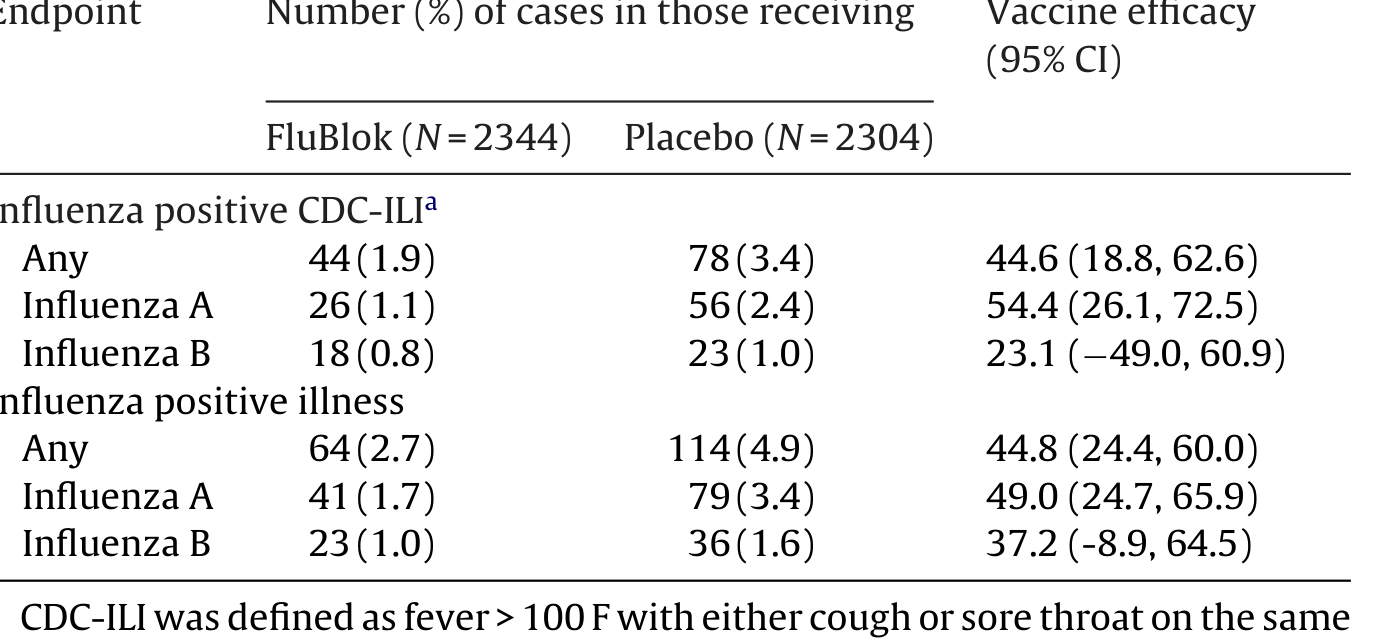 Endpoint Number (%) of cases in those receiving Vaccine efficacy
(95% CI)
FluBlok (N = 2344) Placebo (N = 2304)
nfluenza positive CDC-ILIa
Any 44 (1.9) 78 (3.4) 44.6 (18.8, 62.6)
Influenza A 26 (1.1) 56 (2.4) 54.4 (26.1, 72.5)
Influenza B 18 (0.8) 23 (1.0) 23.1 (−49.0, 60.9)
nfluenza positive illness
Any 64 (2.7) 114 (4.9) 44.8 (24.4, 60.0)
Influenza A 41 (1.7) 79 (3.4) 49.0 (24.7, 65.9)
Influenza B 23 (1.0) 36 (1.6) 37.2 (-8.9, 64.5)
CDC-ILI was defined as fever > 100 F with either cough or sore throat on the same